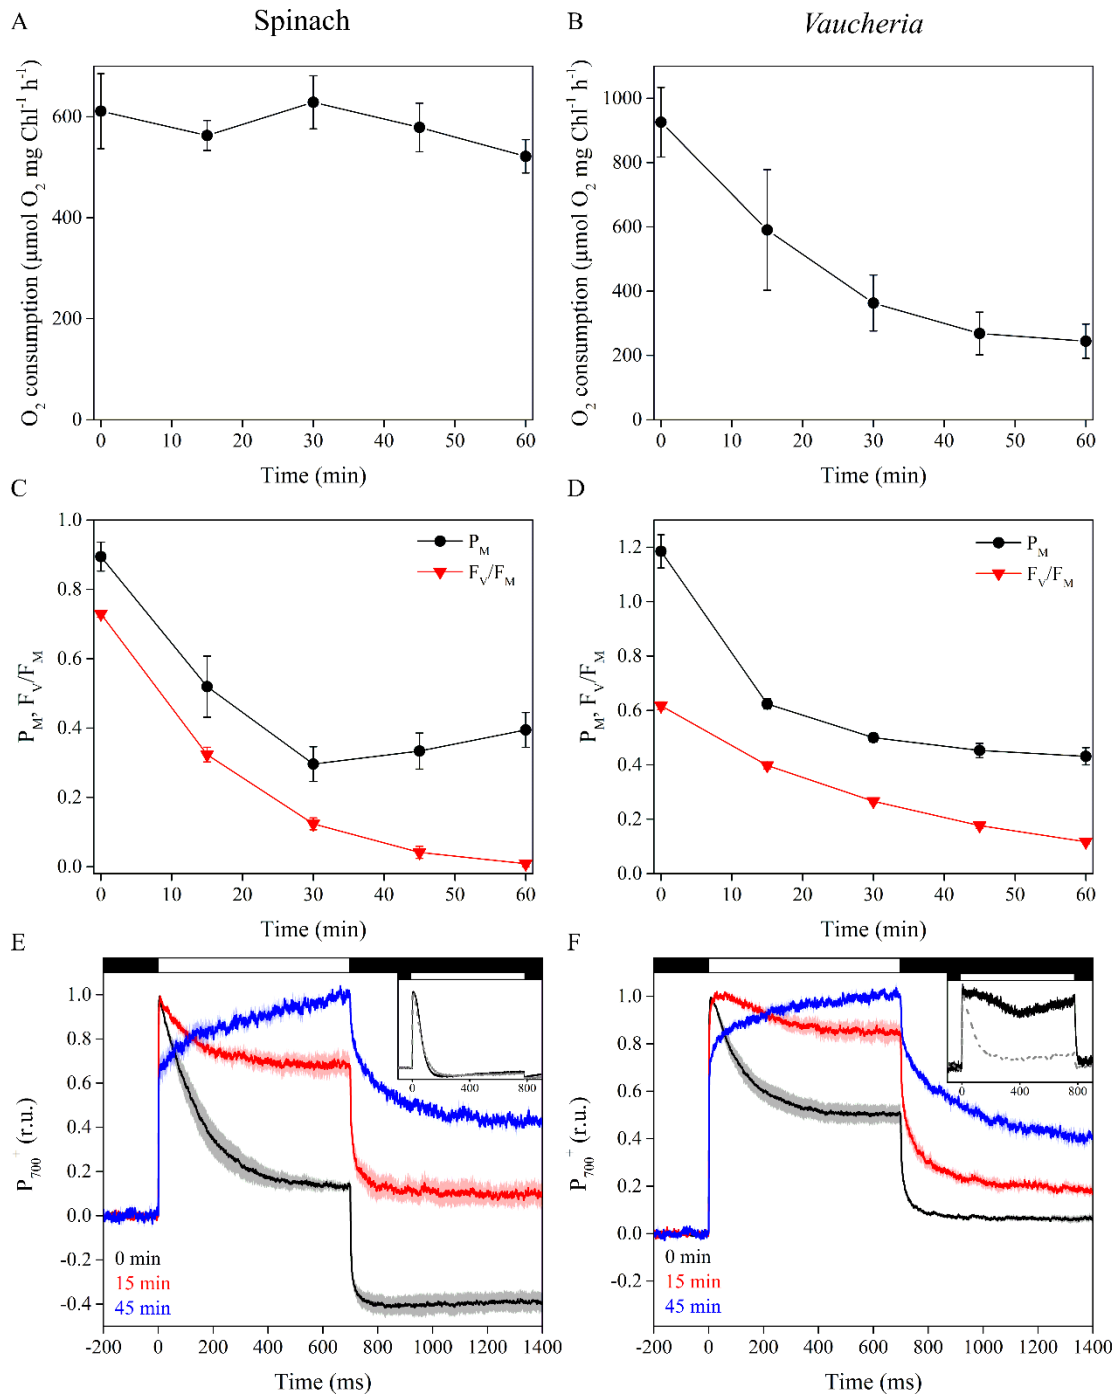 A
Spinach
B
Vaucheria
O2 consumption (µmol O2 mg Chl-1 h-1)
600
400
200
0
0 10 20 30 40 50 60
Time (min)
O2 consumption (µmol O2 mg Chl-1 h-1)
1000
800
600
400
200
0
0 10 20 30 40 50 60
Time (min)
C
PM, FV/FM
1.0
0.8
0.6
0.4
0.2
0.0
PM
FV/FM
0 10 20 30 40 50 60
Time (min)
D
PM, FV/FM
1.2
1.0
0.8
0.6
0.4
0.2
0.0
PM
FV/FM
0 10 20 30 40 50 60
Time (min)
E
P700+ (r.u.)
1.0
0.8
0.6
0.4
0.2
0.0
-0.2
-0.4
0 400 800
0 min
15 min
45 min
-200 0 200 400 600 800 1000 1200 1400
Time (ms)
F
P700+ (r.u.)
1.0
0.8
0.6
0.4
0.2
0.0
-0.2
0 400 800
0 min
15 min
45 min
-200 0 200 400 600 800 1000 1200 1400
Time (ms)